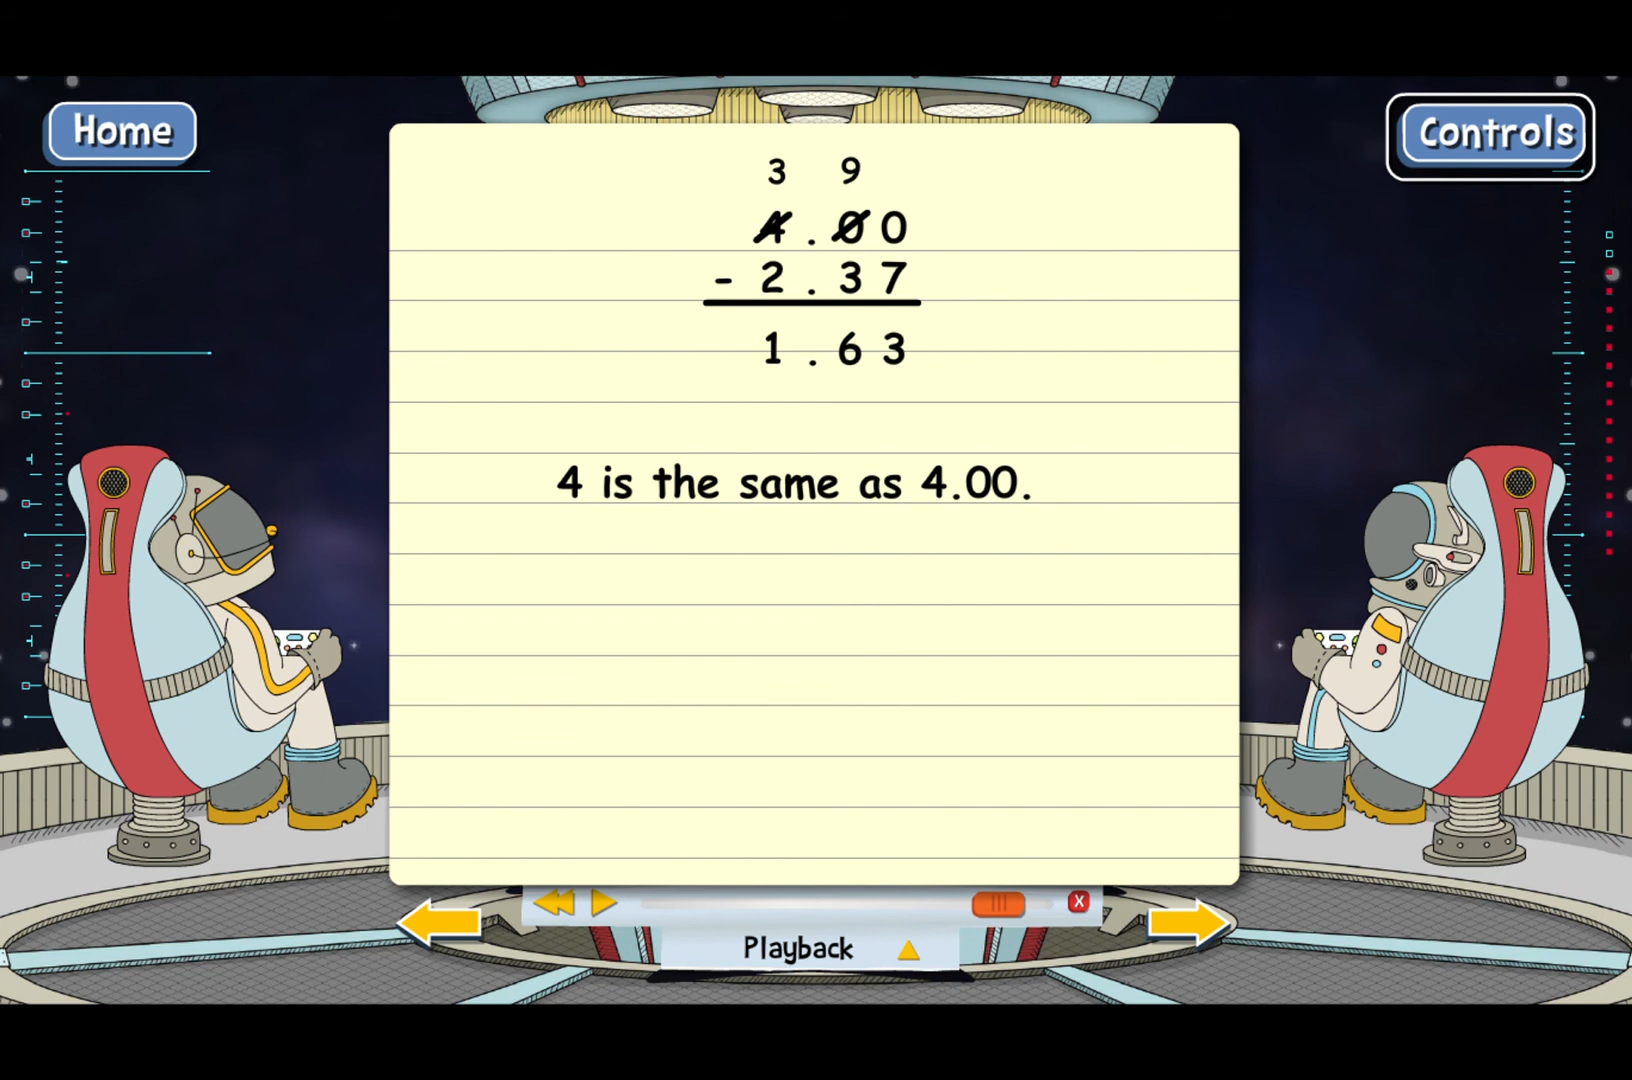 Home
Controls
3 9
4.00
- 2.37
1.63
4 is the same as 4.00.
X
Playback